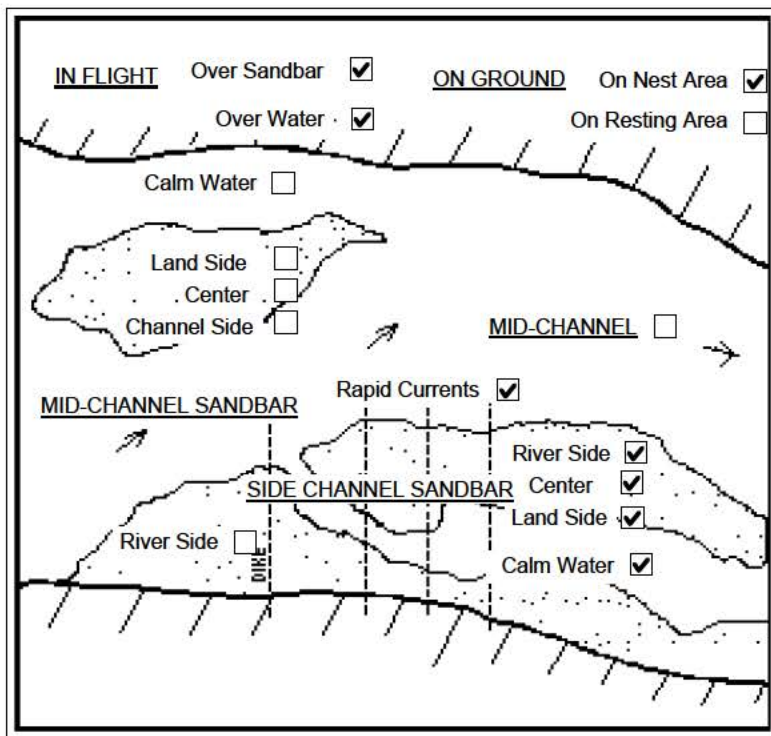 IN FLIGHT Over Sandbar ON GROUND On Nest Area
Over Water On Resting Area
Calm Water
Land Side
Center
Channel Side
MID-CHANNEL
Rapid Currents
MID-CHANNEL SANDBAR
River Side
SIDE CHANNEL SANDBAR Center
Land Side
River Side
DIKE
Calm Water